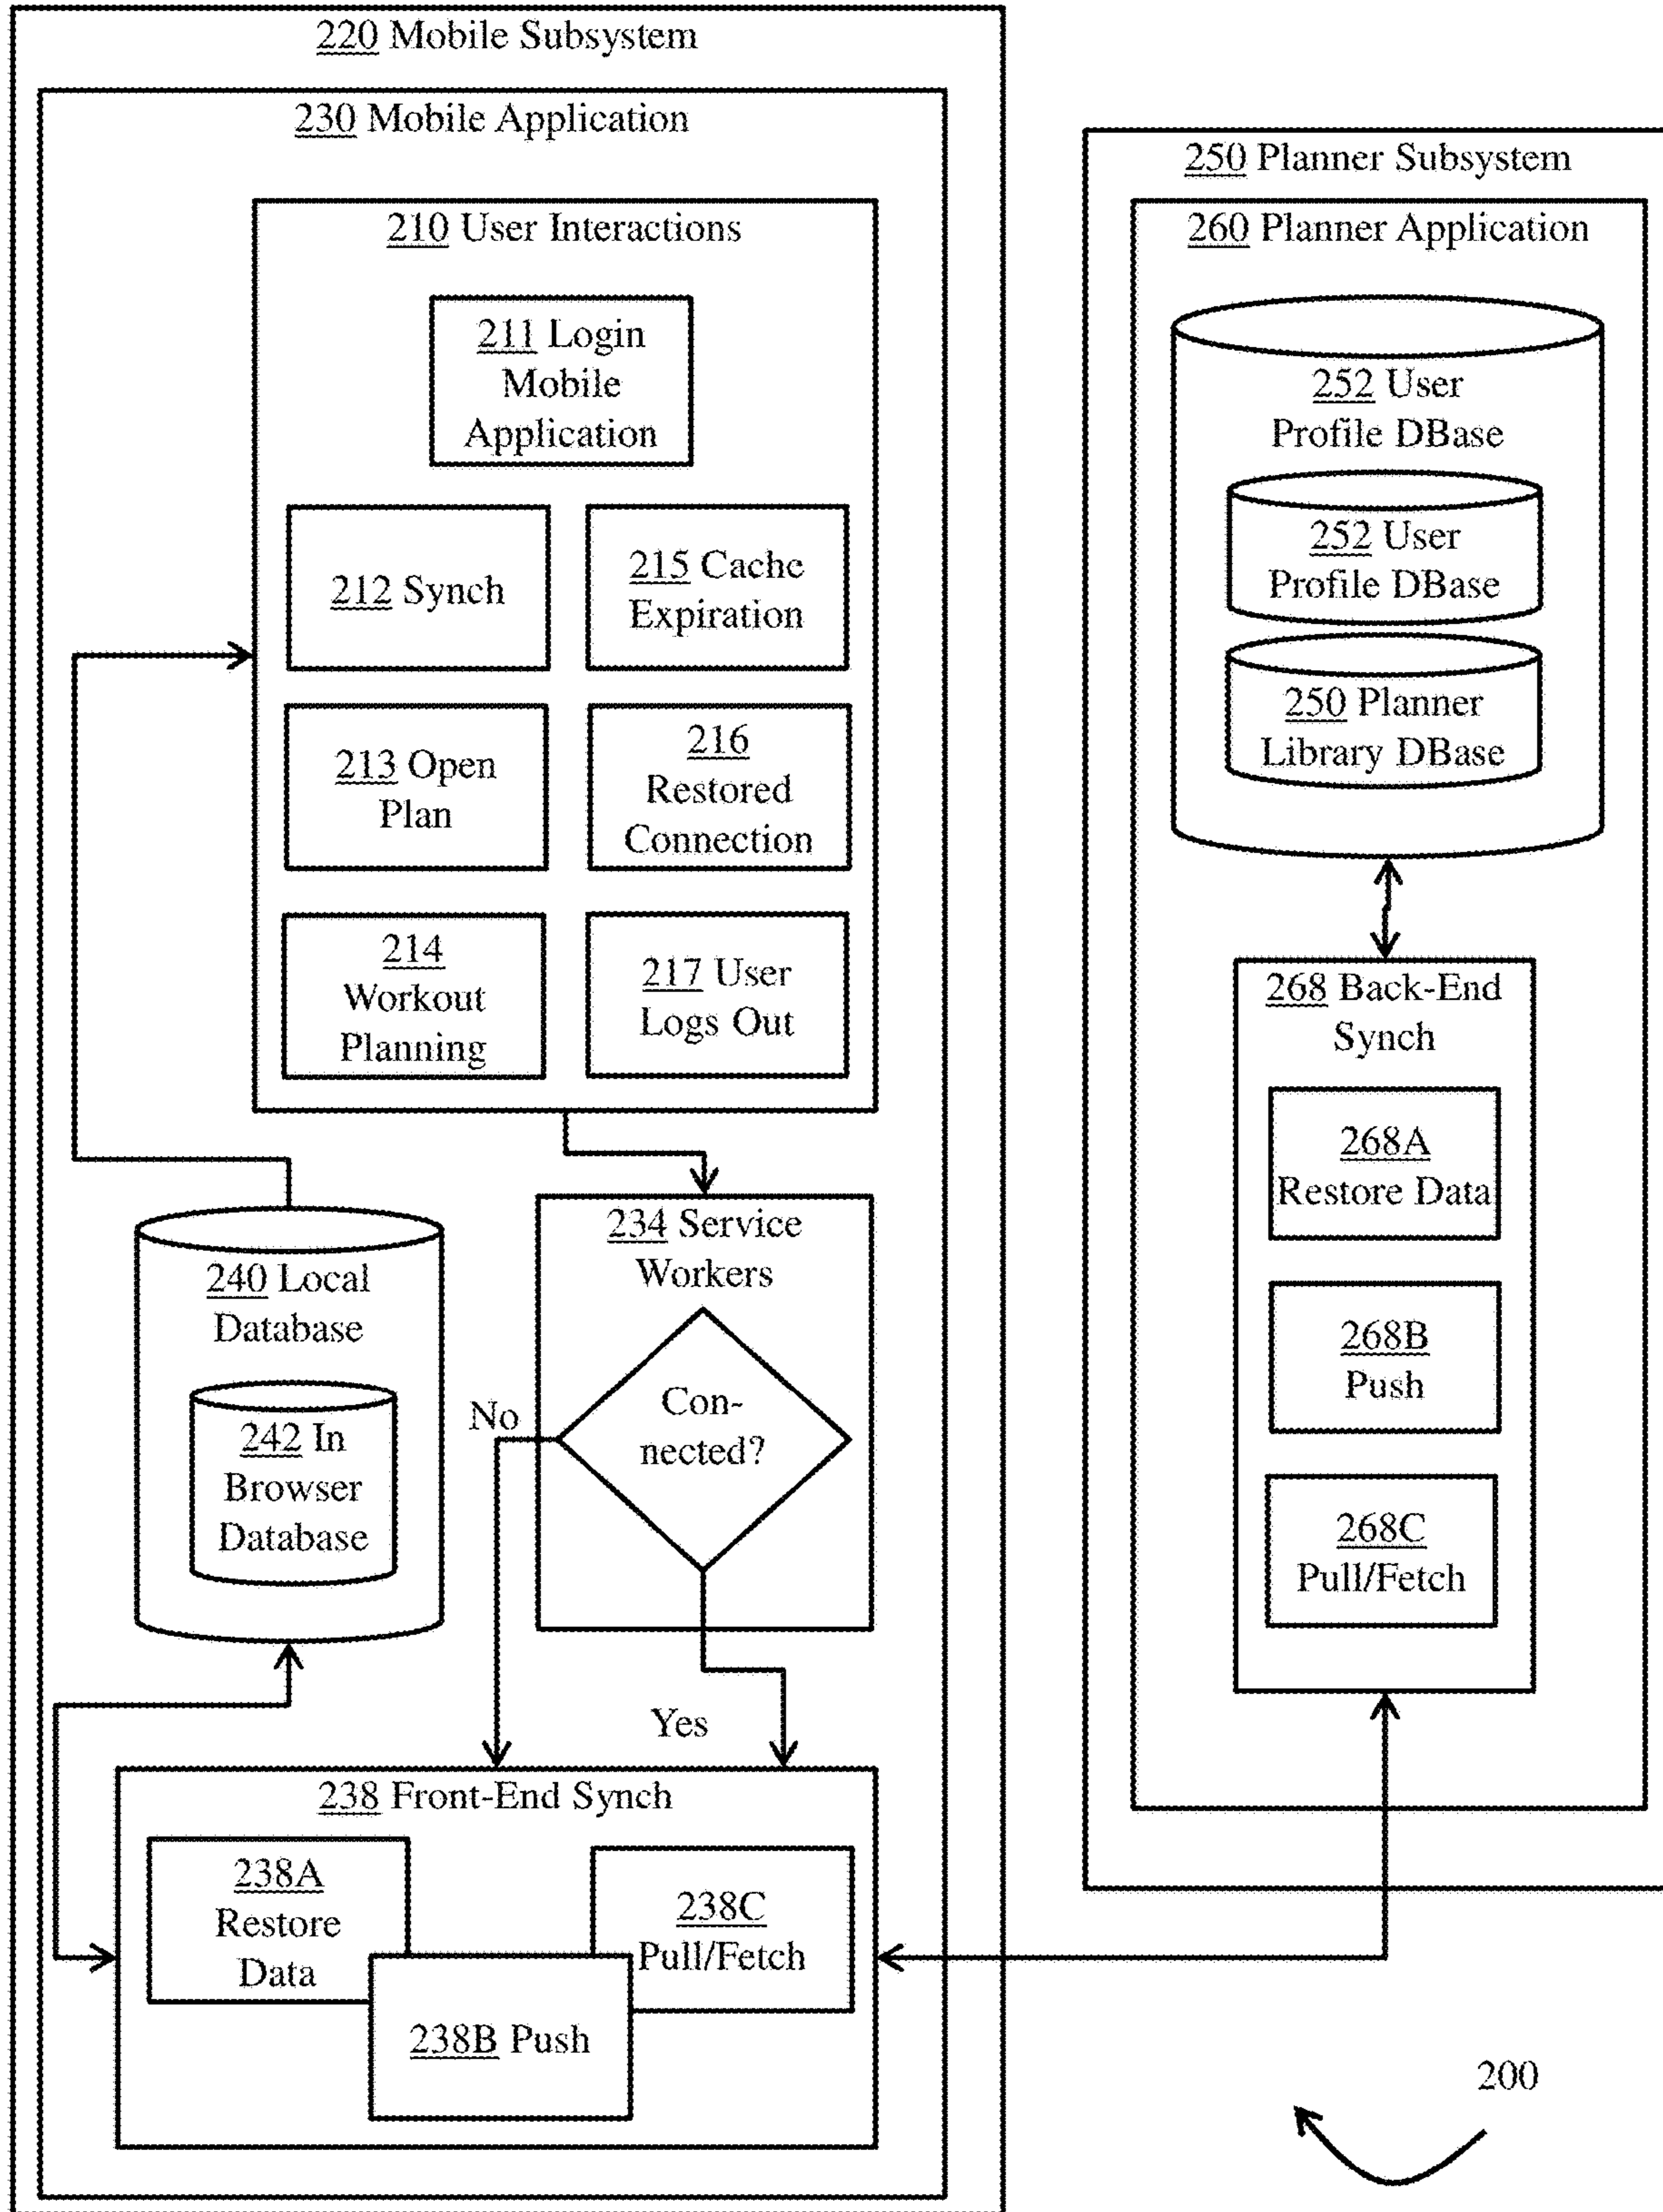 220 Mobile Subsystem
230 Mobile Application
210 User Interactions
211 Login
Mobile
Application
212 Synch
215 Cache
Expiration
213 Open
Plan
216
Restored
Connection
214
Workout
Planning
217 User
Logs Out
240 Local
Database
242 In
Browser
Database
234 Service
Workers
Con-
nected?
No
Yes
238 Front-End Synch
238A
Restore
Data
238B Push
238C
Pull/Fetch
250 Planner Subsystem
260 Planner Application
252 User
Profile DBase
252 User
Profile DBase
250 Planner
Library DBase
268 Back-End
Synch
268A
Restore Data
268B
Push
268C
Pull/Fetch
200